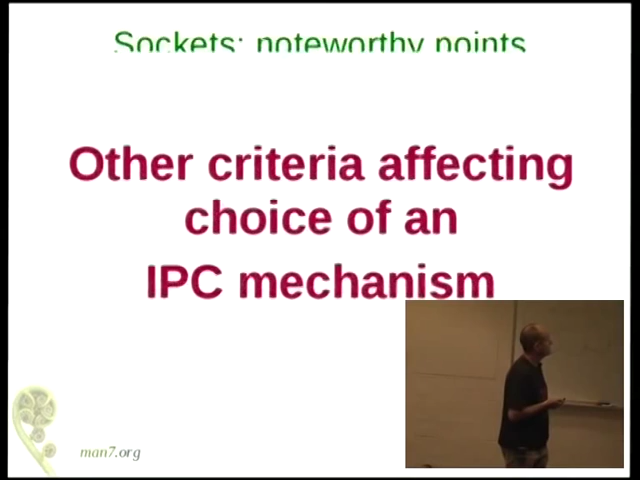 Sockets: noteworthy points
Other criteria affecting
choice of an
IPC mechanism
man7.org